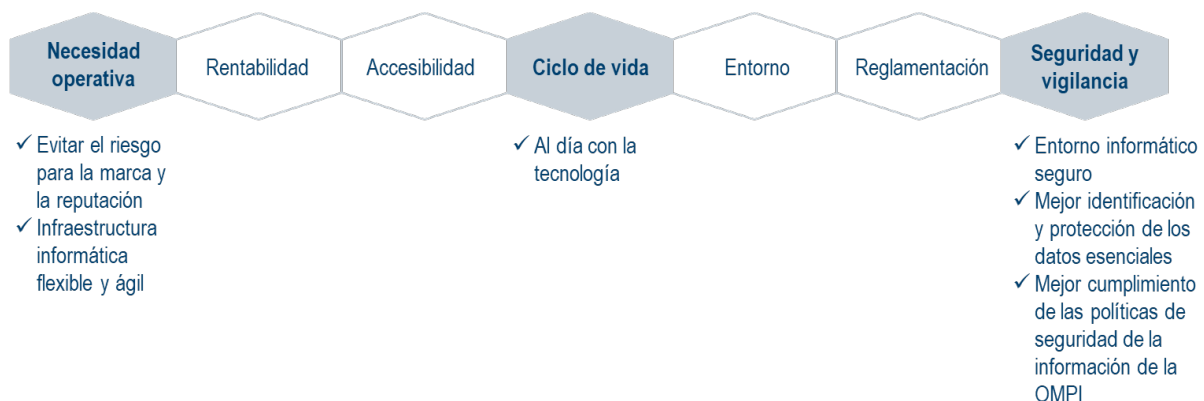 Necesidad
operativa
Rentabilidad
Accesibilidad
Ciclo de vida
Entorno
Reglamentación
Seguridad y
vigilancia
✓ Evitar el riesgo
para la marca y
la reputación
✓ Infraestructura
informática
flexible y ágil
✓ Al día con la
tecnología
✓ Entorno informático
seguro
✓ Mejor identificación
y protección de los
datos esenciales
✓ Mejor cumplimiento
de las políticas de
seguridad de la
información de la
OMPI